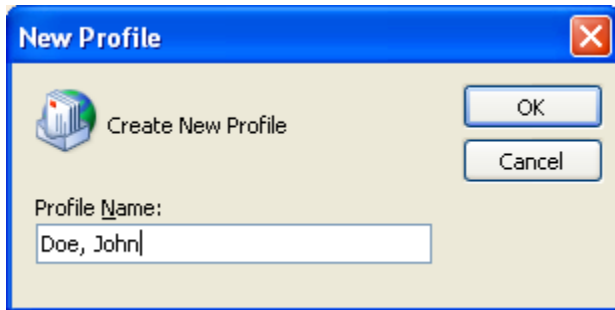 New Profile
Create New Profile
OK
Cancel
Profile Name:
Doe, John